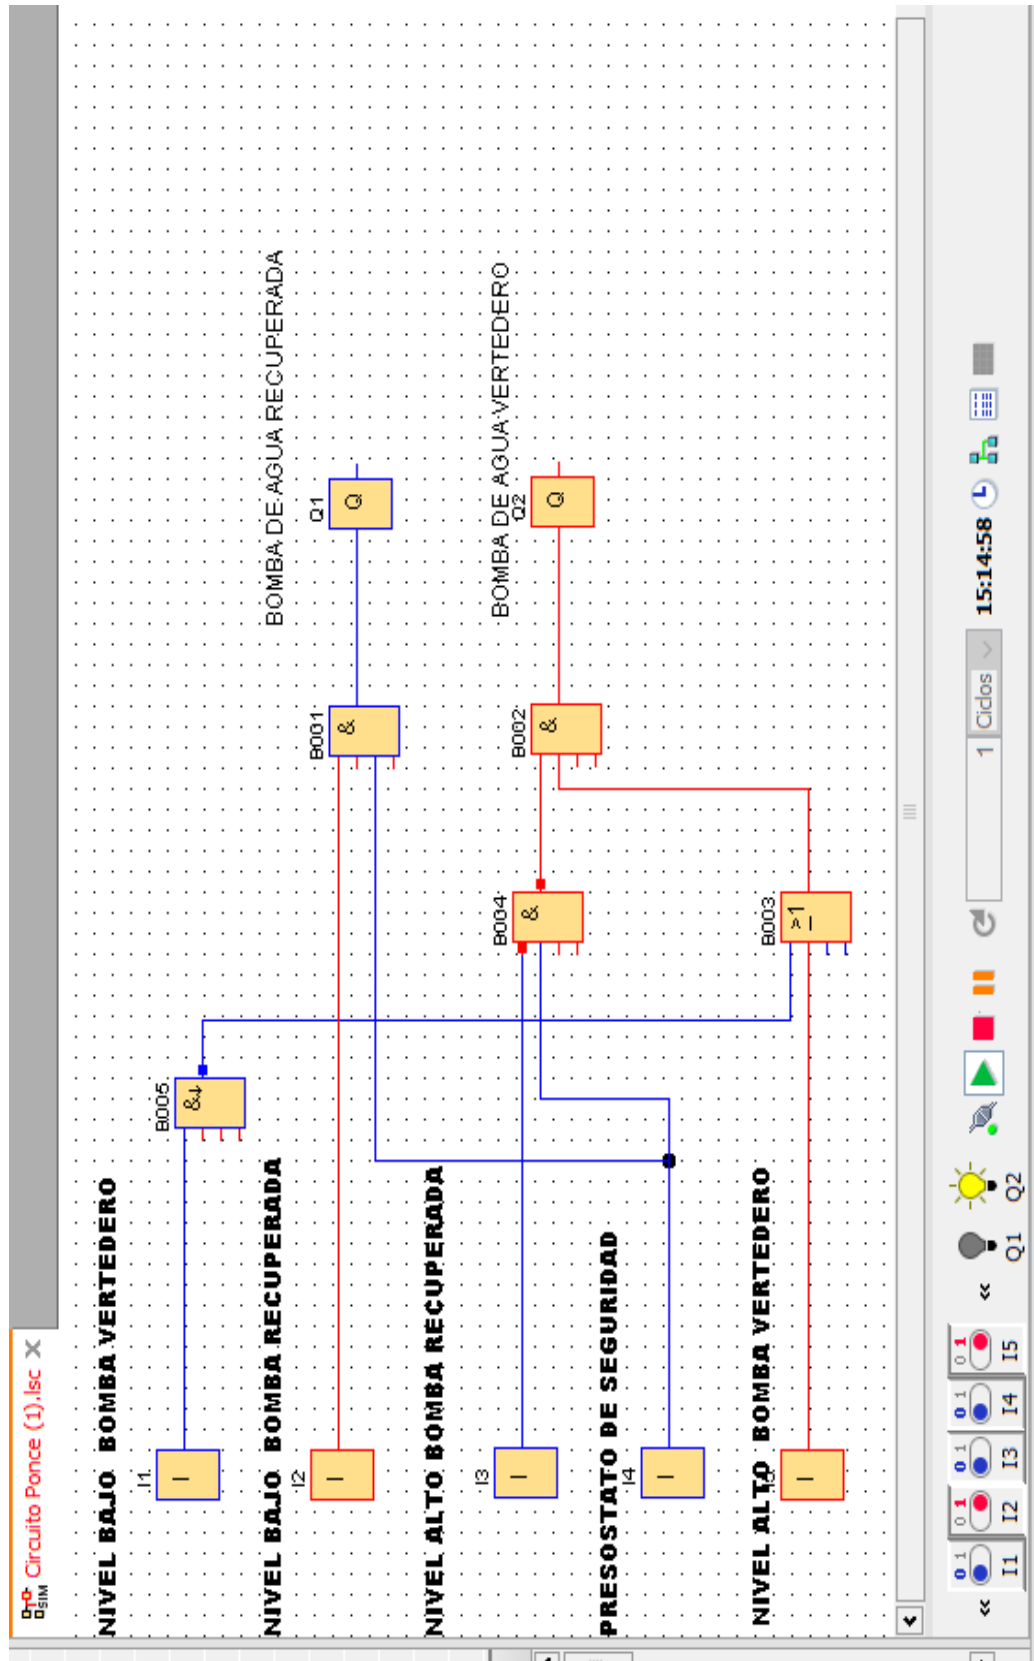 Circuito Ponce (1).lsc
SIM
NIVEL BAJO BOMBA VERTEDERO
I1
I
B005
&↓
NIVEL BAJO BOMBA RECUPERADA
I2
I
B001
&
Q1
Q
BOMBA DE AGUA RECUPERADA
NIVEL ALTO BOMBA RECUPERADA
I3
I
B004
&
B002
&
Q2
Q
BOMBA DE AGUA VERTEDERO
PRESOSTATO DE SEGURIDAD
I4
I
NIVEL ALTO BOMBA VERTEDERO
I
B003
≥1
0 1 0 1 0 1 0 1 0 1
I1 I2 I3 I4 I5 Q1 Q2
1 Ciclos 15:14:58